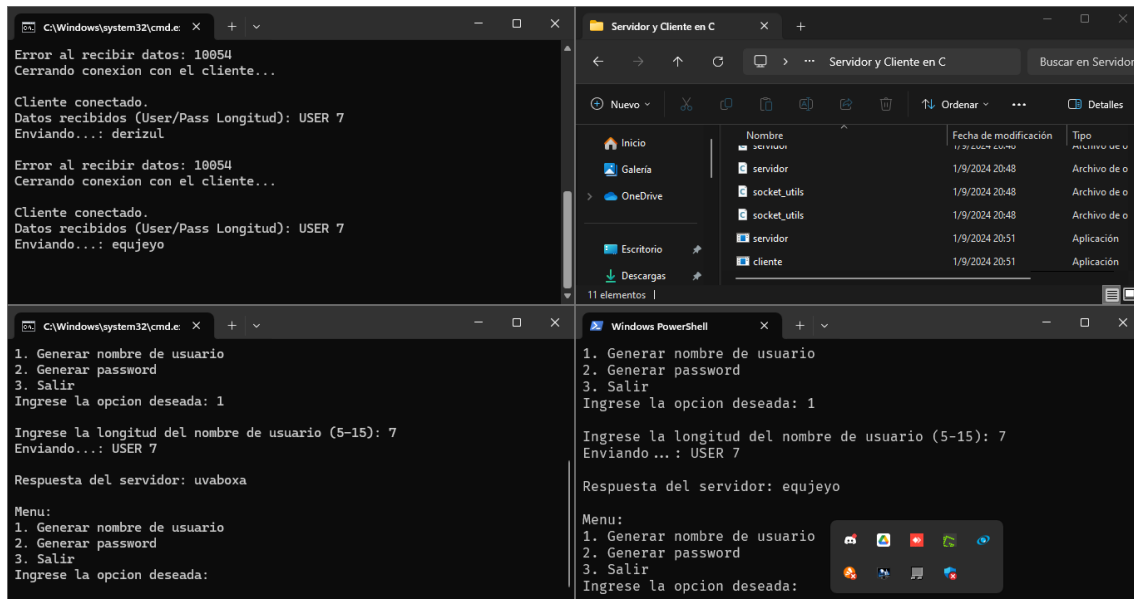 C:\Windows\system32\cmd.e:
Error al recibir datos: 10054
Cerrando conexion con el cliente...
Cliente conectado.
Datos recibidos (User/Pass Longitud): USER 7
Enviando...: derizul
Error al recibir datos: 10054
Cerrando conexion con el cliente...
Cliente conectado.
Datos recibidos (User/Pass Longitud): USER 7
Enviando...: equjeyo
Servidor y Cliente en C
Servidor y Cliente en C
Buscar en Servidor
Nuevo
Ordenar
Detalles
Inicio
Galería
OneDrive
Escritorio
Descargas
Nombre Fecha de modificación Tipo
servidor 1/9/2024 20:48 Archivo de o
servidor 1/9/2024 20:48 Archivo de o
socket_utils 1/9/2024 20:48 Archivo de o
socket_utils 1/9/2024 20:48 Archivo de o
servidor 1/9/2024 20:51 Aplicación
cliente 1/9/2024 20:51 Aplicación
11 elementos
C:\Windows\system32\cmd.e:
1. Generar nombre de usuario
2. Generar password
3. Salir
Ingrese la opcion deseada: 1
Ingrese la longitud del nombre de usuario (5-15): 7
Enviando...: USER 7
Respuesta del servidor: uvaboxa
Menu:
1. Generar nombre de usuario
2. Generar password
3. Salir
Ingrese la opcion deseada:
Windows PowerShell
1. Generar nombre de usuario
2. Generar password
3. Salir
Ingrese la opcion deseada: 1
Ingrese la longitud del nombre de usuario (5-15): 7
Enviando...: USER 7
Respuesta del servidor: equjeyo
Menu:
1. Generar nombre de usuario
2. Generar password
3. Salir
Ingrese la opcion deseada: